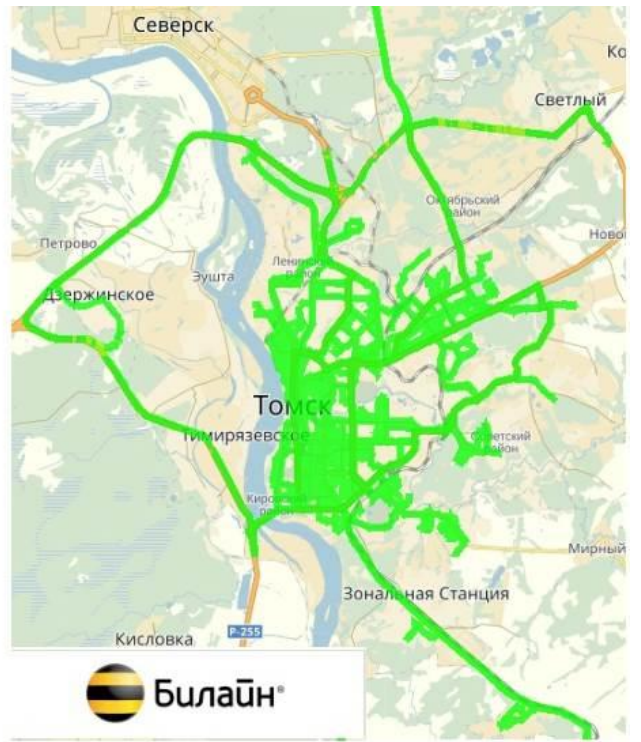 Северск
Ко
Светлый
Октябрьский
район
Петрово
Эушта
Ленинский
район
Ново
Дзержинское
Томск
Тимирязевское
Советский
район
Кировский
район
Мирный
Зональная Станция
Р-255
Кисловка
Билайн®